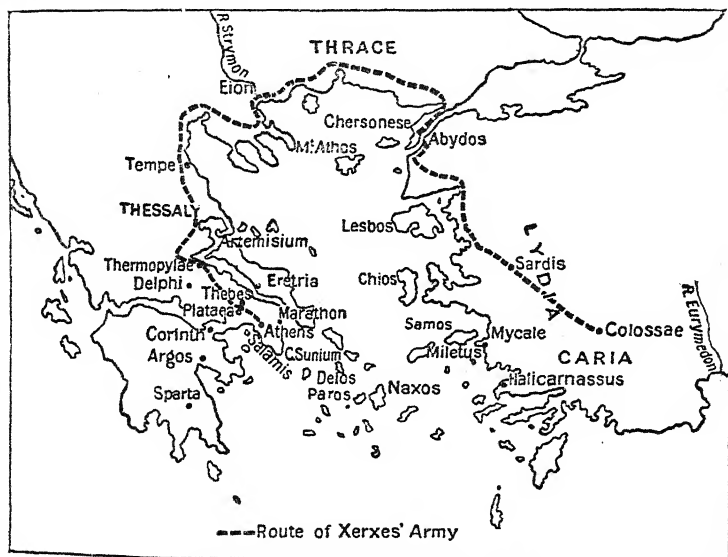 R Strymon
THRACE
Eion
Chersonese
Mt Athos
Abydos
Tempe
THESSALY
Lesbos
Artemisium
LYDIA
Sardis
Thermopylae
Delphi
Eretria
Chios
Thebes
Plataea
Marathon
Colossae
R. Eurymedon
Corinth
Athens
Salamis
Samos
Mycale
Argos
C. Sunium
Miletus
CARIA
Delos
Halicarnassus
Sparta
Paros
Naxos
Route of Xerxes' Army